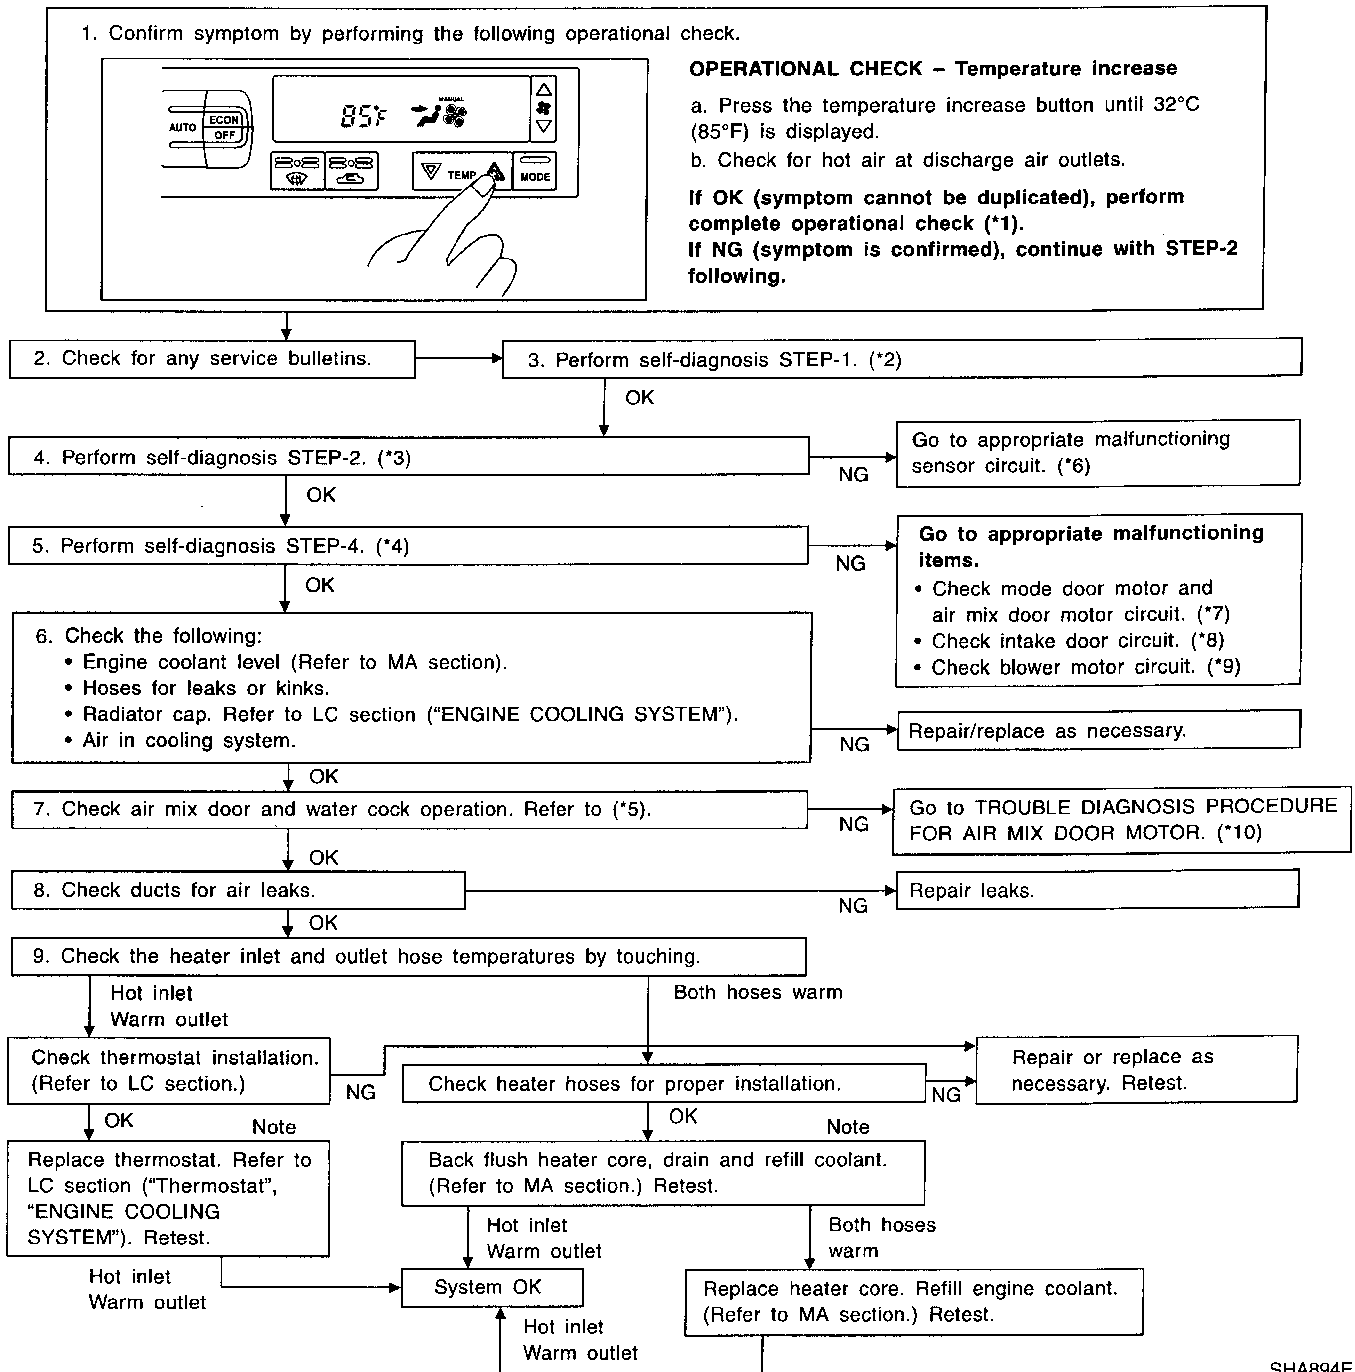 1. Confirm symptom by performing the following operational check.
AUTO
ECON
OFF
85°F
MANUAL
TEMP
MODE
OPERATIONAL CHECK – Temperature increase
a. Press the temperature increase button until 32°C
(85°F) is displayed.
b. Check for hot air at discharge air outlets.
If OK (symptom cannot be duplicated), perform
complete operational check (*1).
If NG (symptom is confirmed), continue with STEP-2
following.
2. Check for any service bulletins.
3. Perform self-diagnosis STEP-1. (*2)
OK
4. Perform self-diagnosis STEP-2. (*3)
NG
Go to appropriate malfunctioning
sensor circuit. (*6)
OK
5. Perform self-diagnosis STEP-4. (*4)
NG
Go to appropriate malfunctioning
items.
• Check mode door motor and
air mix door motor circuit. (*7)
• Check intake door circuit. (*8)
• Check blower motor circuit. (*9)
OK
6. Check the following:
• Engine coolant level (Refer to MA section).
• Hoses for leaks or kinks.
• Radiator cap. Refer to LC section (“ENGINE COOLING SYSTEM”).
• Air in cooling system.
NG
Repair/replace as necessary.
OK
7. Check air mix door and water cock operation. Refer to (*5).
NG
Go to TROUBLE DIAGNOSIS PROCEDURE
FOR AIR MIX DOOR MOTOR. (*10)
OK
8. Check ducts for air leaks.
NG
Repair leaks.
OK
9. Check the heater inlet and outlet hose temperatures by touching.
Hot inlet
Warm outlet
Both hoses warm
Check thermostat installation.
(Refer to LC section.)
NG
Check heater hoses for proper installation.
NG
Repair or replace as
necessary. Retest.
OK
Note
OK
Note
Replace thermostat. Refer to
LC section (“Thermostat”,
“ENGINE COOLING
SYSTEM”). Retest.
Back flush heater core, drain and refill coolant.
(Refer to MA section.) Retest.
Hot inlet
Warm outlet
Both hoses
warm
Hot inlet
Warm outlet
System OK
Replace heater core. Refill engine coolant.
(Refer to MA section.) Retest.
Hot inlet
Warm outlet
SHA894E